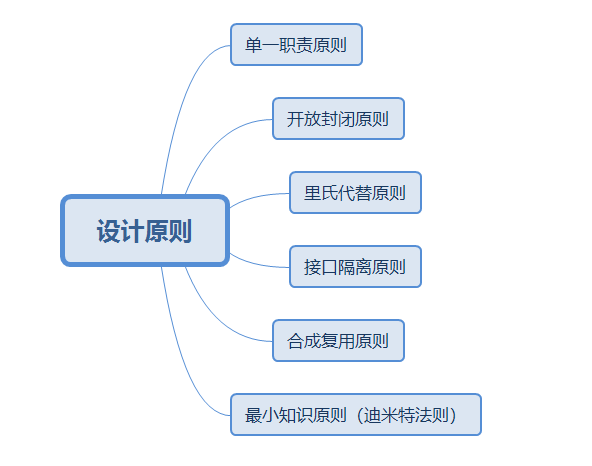 单一职责原则
开放封闭原则
里氏代替原则
设计原则
接口隔离原则
合成复用原则
最小知识原则（迪米特法则）